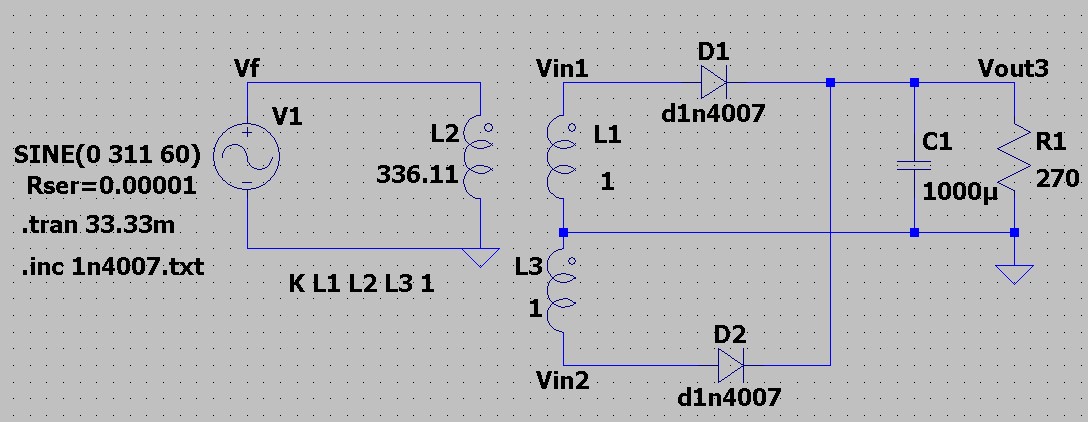 Vf
V1
SINE(0 311 60)
Rser=0.00001
.tran 33.33m
.inc 1n4007.txt
K L1 L2 L3 1
L2
336.11
Vin1
L1
1
D1
d1n4007
L3
1
Vin2
D2
d1n4007
Vout3
C1
1000µ
R1
270